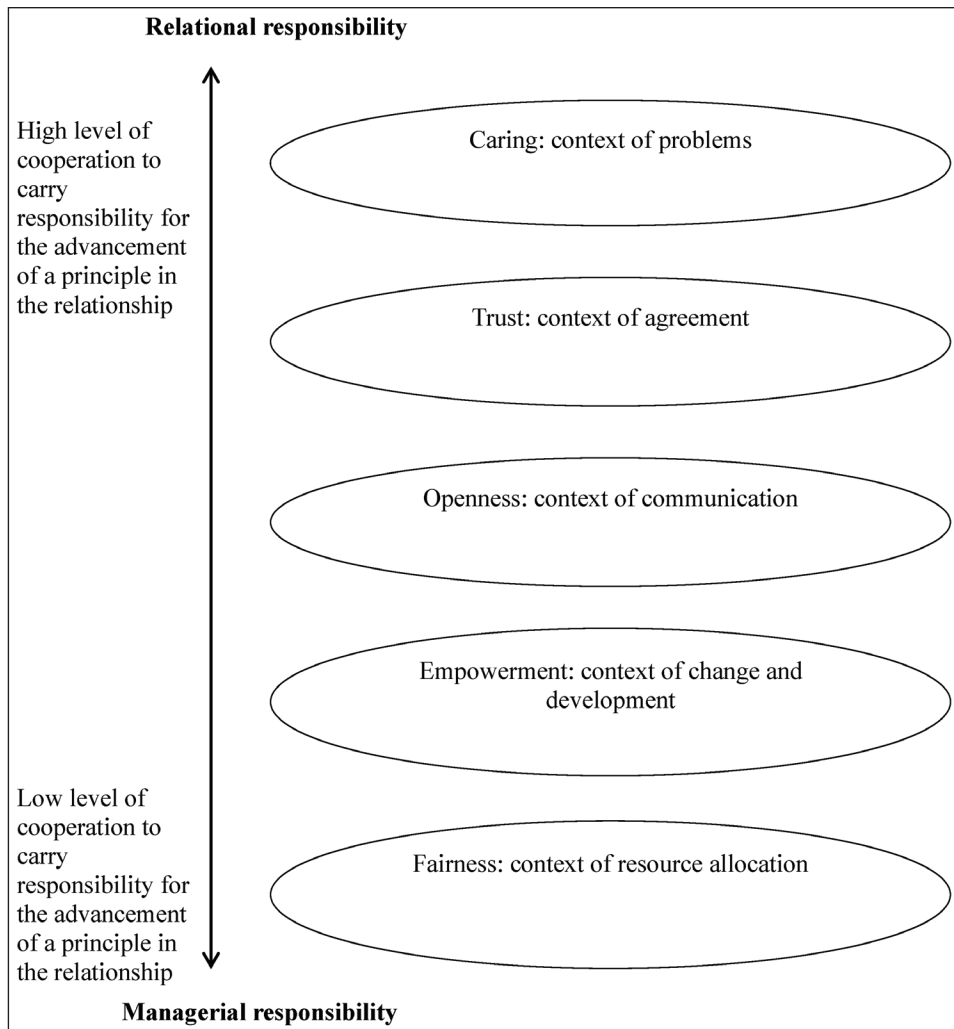 Relational responsibility
High level of
cooperation to
carry
responsibility for
the advancement
of a principle in
the relationship
Caring: context of problems
Trust: context of agreement
Openness: context of communication
Empowerment: context of change and
development
Low level of
cooperation to
carry
responsibility for
the advancement
of a principle in
the relationship
Fairness: context of resource allocation
Managerial responsibility